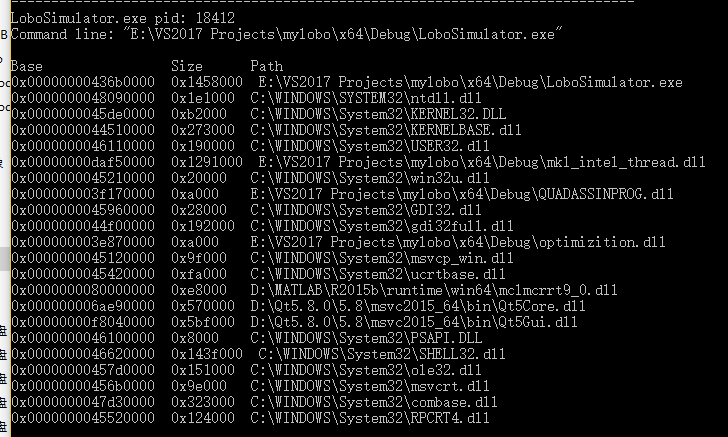 ------------------------------------------------------------------------------
LoboSimulator.exe pid: 18412
Command line: "E:\VS2017 Projects\mylobo\x64\Debug\LoboSimulator.exe"
Base Size Path
0x00000000436b0000 0x1458000 E:\VS2017 Projects\mylobo\x64\Debug\LoboSimulator.exe
0x0000000048090000 0x1e1000 C:\WINDOWS\SYSTEM32\ntdll.dll
0x0000000045de0000 0xb2000 C:\WINDOWS\System32\KERNEL32.DLL
0x0000000044510000 0x273000 C:\WINDOWS\System32\KERNELBASE.dll
0x0000000046110000 0x190000 C:\WINDOWS\System32\USER32.dll
0x00000000daf50000 0x1291000 E:\VS2017 Projects\mylobo\x64\Debug\mkl_intel_thread.dll
0x0000000045210000 0x20000 C:\WINDOWS\System32\win32u.dll
0x000000003f170000 0xa000 E:\VS2017 Projects\mylobo\x64\Debug\QUADASSINPROG.dll
0x0000000045960000 0x28000 C:\WINDOWS\System32\GDI32.dll
0x0000000044f00000 0x192000 C:\WINDOWS\System32\gdi32full.dll
0x000000003e870000 0xa000 E:\VS2017 Projects\mylobo\x64\Debug\optimizition.dll
0x0000000045120000 0x9f000 C:\WINDOWS\System32\msvcp_win.dll
0x0000000045420000 0xfa000 C:\WINDOWS\System32\ucrtbase.dll
0x0000000080000000 0xe8000 D:\MATLAB\R2015b\runtime\win64\mclmcrrt9_0.dll
0x000000006ae90000 0x570000 D:\Qt5.8.0\5.8\msvc2015_64\bin\Qt5Core.dll
0x00000000f8040000 0x5bf000 D:\Qt5.8.0\5.8\msvc2015_64\bin\Qt5Gui.dll
0x0000000046100000 0x8000 C:\WINDOWS\System32\PSAPI.DLL
0x0000000046620000 0x143f000 C:\WINDOWS\System32\SHELL32.dll
0x00000000457d0000 0x151000 C:\WINDOWS\System32\ole32.dll
0x00000000456b0000 0x9e000 C:\WINDOWS\System32\msvcrt.dll
0x0000000047d30000 0x323000 C:\WINDOWS\System32\combase.dll
0x0000000045520000 0x124000 C:\WINDOWS\System32\RPCRT4.dll